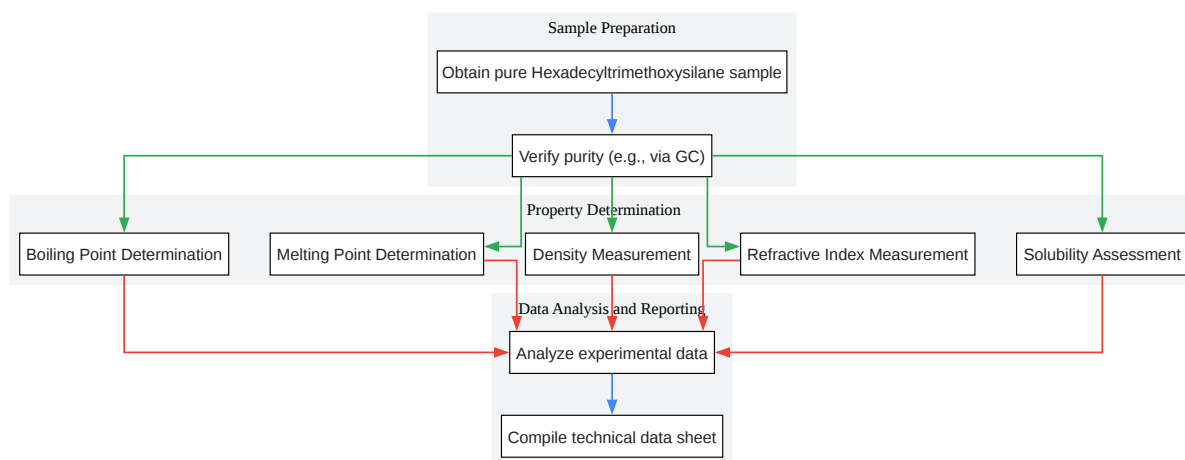 Sample Preparation
Obtain pure Hexadecyltrimethoxysilane sample
Verify purity (e.g., via GC)
Property Determination
Boiling Point Determination
Melting Point Determination
Density Measurement
Refractive Index Measurement
Solubility Assessment
Data Analysis and Reporting
Analyze experimental data
Compile technical data sheet